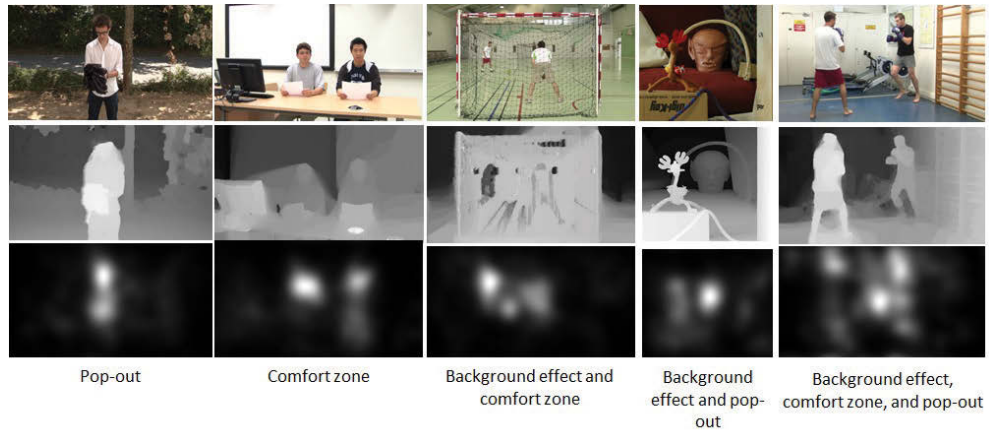 Pop-out
Comfort zone
Background effect and
comfort zone
Background
effect and pop-
out
Background effect,
comfort zone, and pop-out